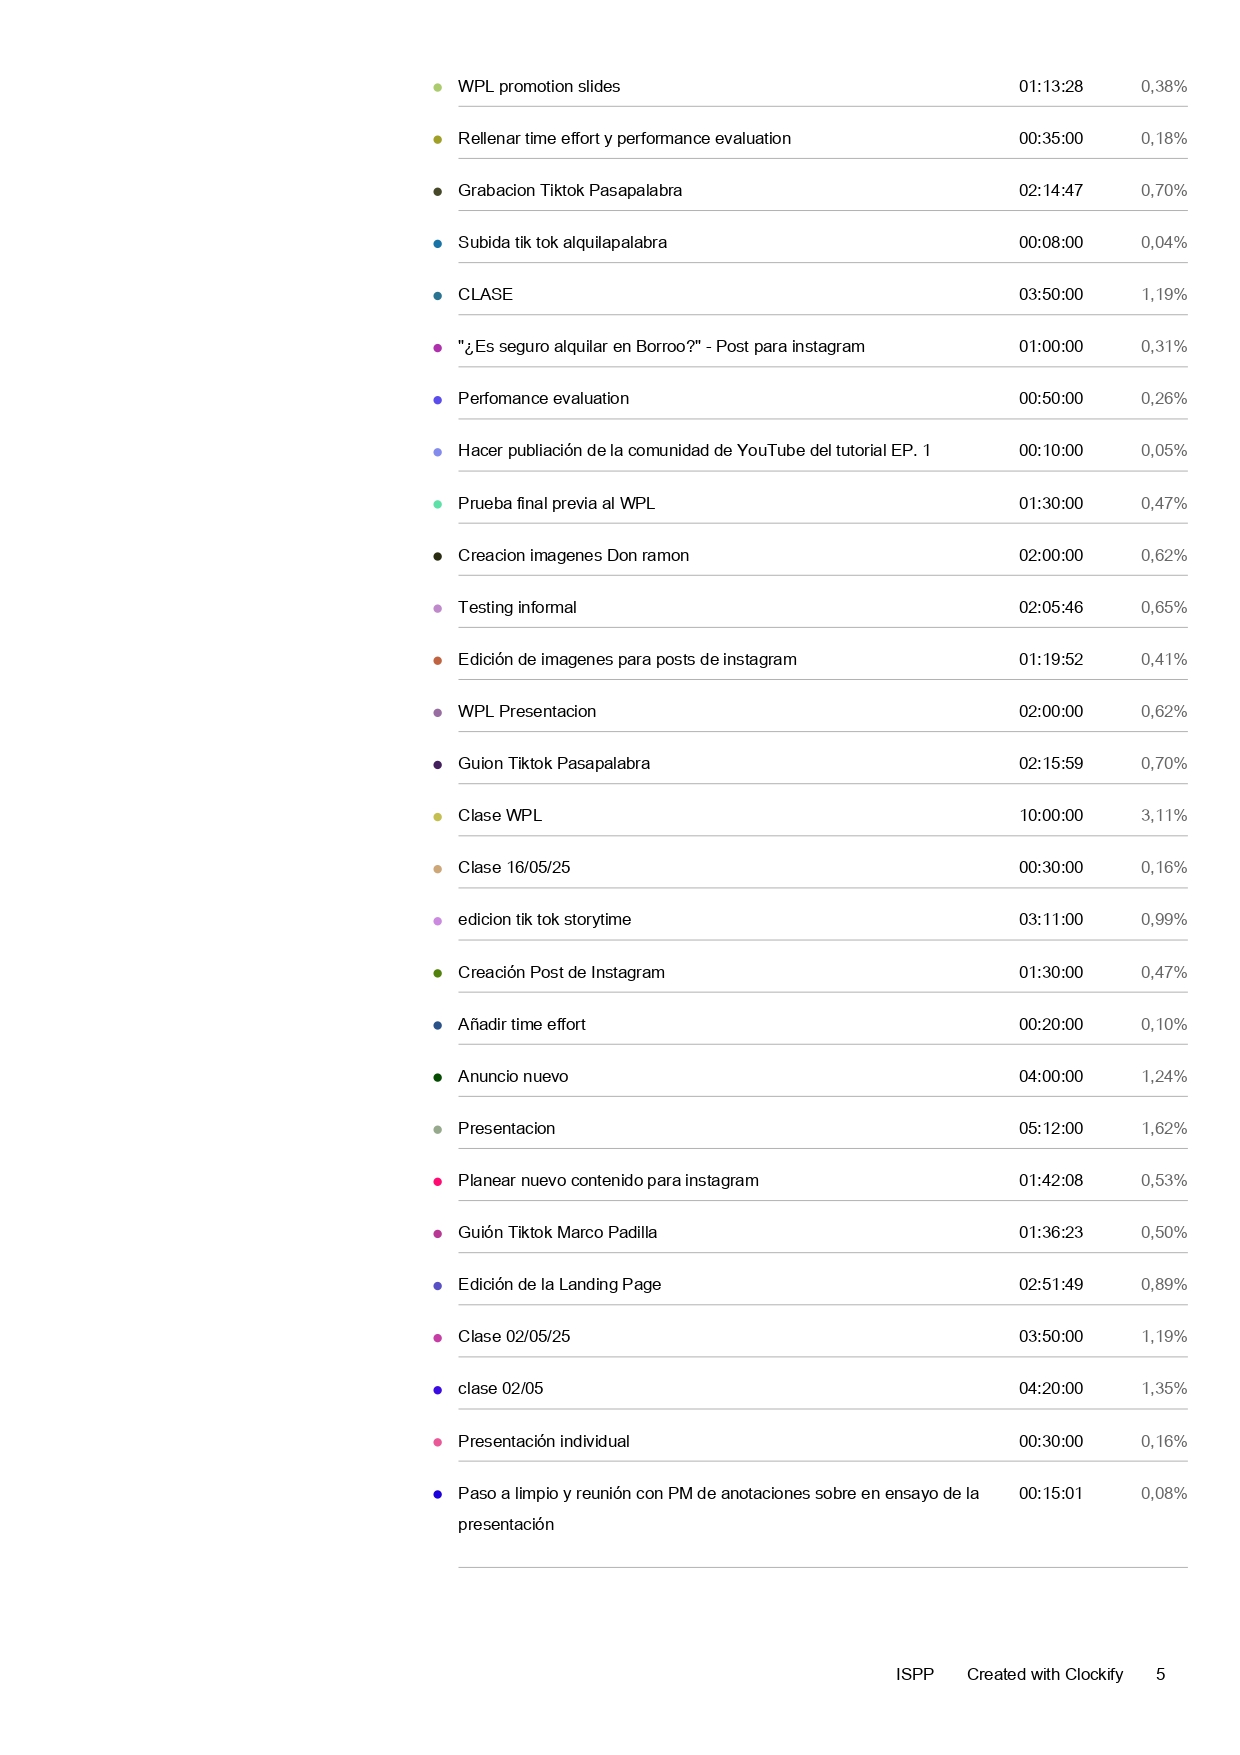 WPL promotion slides 01:13:28 0,38%
Rellenar time effort y performance evaluation 00:35:00 0,18%
Grabacion Tiktok Pasapalabra 02:14:47 0,70%
Subida tik tok alquilapalabra 00:08:00 0,04%
CLASE 03:50:00 1,19%
"¿Es seguro alquilar en Borroo?" - Post para instagram 01:00:00 0,31%
Perfomance evaluation 00:50:00 0,26%
Hacer publiación de la comunidad de YouTube del tutorial EP. 1 00:10:00 0,05%
Prueba final previa al WPL 01:30:00 0,47%
Creacion imagenes Don ramon 02:00:00 0,62%
Testing informal 02:05:46 0,65%
Edición de imagenes para posts de instagram 01:19:52 0,41%
WPL Presentacion 02:00:00 0,62%
Guion Tiktok Pasapalabra 02:15:59 0,70%
Clase WPL 10:00:00 3,11%
Clase 16/05/25 00:30:00 0,16%
edicion tik tok storytime 03:11:00 0,99%
Creación Post de Instagram 01:30:00 0,47%
Añadir time effort 00:20:00 0,10%
Anuncio nuevo 04:00:00 1,24%
Presentacion 05:12:00 1,62%
Planear nuevo contenido para instagram 01:42:08 0,53%
Guión Tiktok Marco Padilla 01:36:23 0,50%
Edición de la Landing Page 02:51:49 0,89%
Clase 02/05/25 03:50:00 1,19%
clase 02/05 04:20:00 1,35%
Presentación individual 00:30:00 0,16%
Paso a limpio y reunión con PM de anotaciones sobre en ensayo de la 00:15:01 0,08%
presentación
ISPP Created with Clockify 5